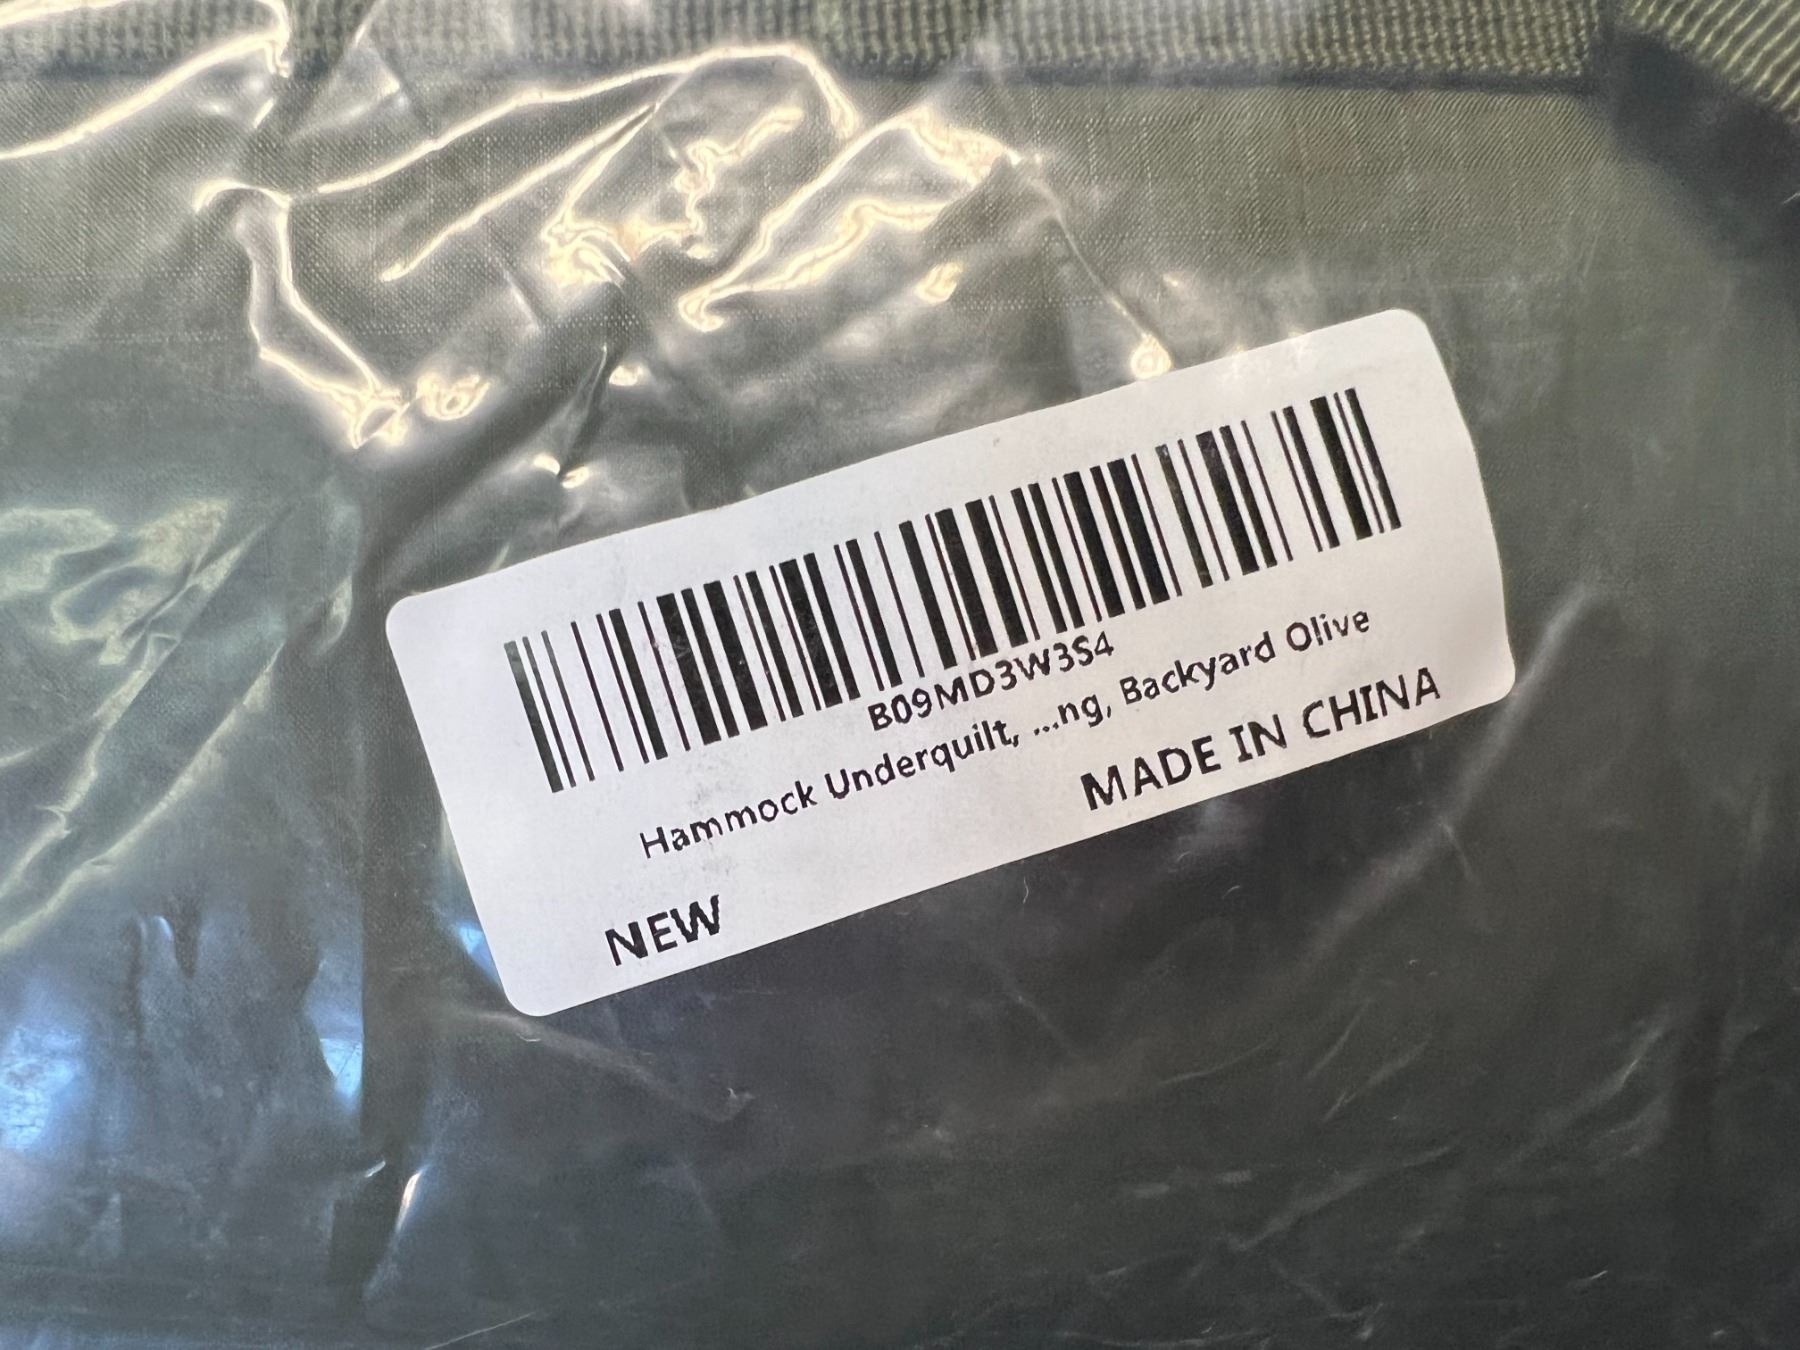 B09MD3W3S4
Hammock Underquilt, ...ng, Backyard Olive
MADE IN CHINA
NEW